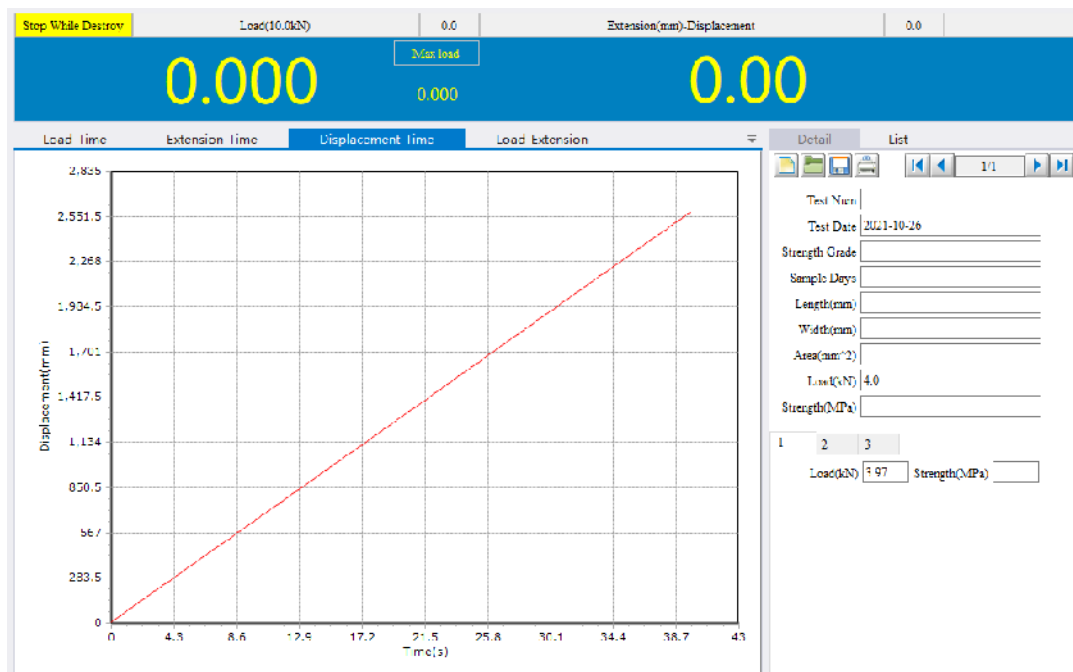 Stop While Destroy Load(10.0kN) 0.0 Extension(mm)-Displacement 0.0
0.000 Max load 0.00
0.000
Load Time Extension Time Displacement Time Load Extension Detail List
1/1
Test Num
Test Date 2021-10-26
Strength Grade
Sample Days
Length(mm)
Width(mm)
Area(mm^2)
Load(kN) 4.0
Strength(MPa)
1 2 3
Load(kN) 3.97 Strength(MPa)
Displacement(mm)
2,835
2,551.5
2,268
1,984.5
1,701
1,417.5
1,134
850.5
567
283.5
0
0 4.3 8.6 12.9 17.2 21.5 25.8 30.1 34.4 38.7 43
Time(s)